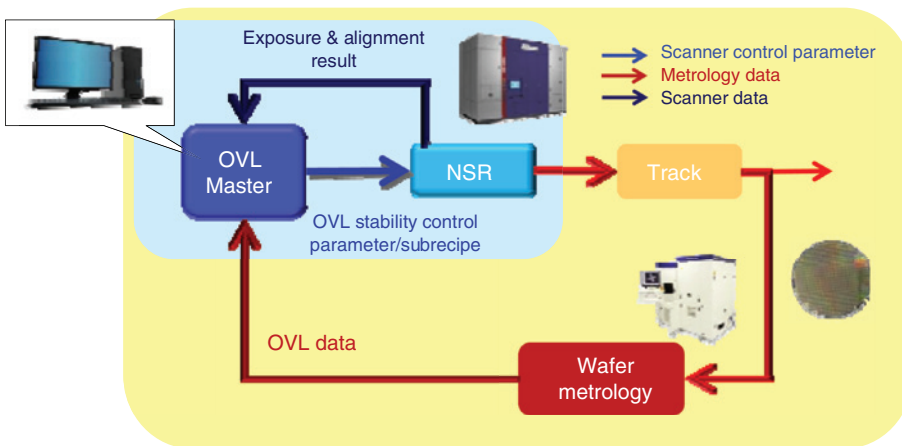 Exposure & alignment
result
Scanner control parameter
Metrology data
Scanner data
OVL
Master
NSR
Track
OVL stability control
parameter/subrecipe
OVL data
Wafer
metrology